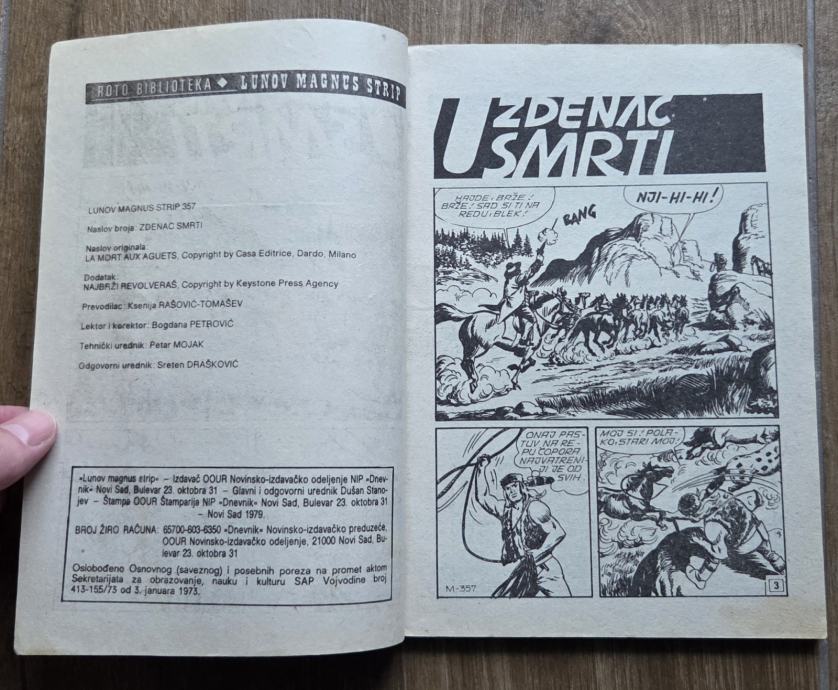 ROTO BIBLIOTEKA ◆ LUNOV MAGNUS STRIP
LUNOV MAGNUS STRIP 357
Naslov broja: ZDENAC SMRTI
Naslov originala:
LA MORT AUX AGUETS, Copyright by Casa Editrice, Dardo, Milano
Dodatak:
NAJBRŽI REVOLVERAŠ, Copyright by Keystone Press Agency
Prevodilac: Ksenija RAŠOVIĆ-TOMAŠEV
Lektor i korektor: Bogdana PETROVIĆ
Tehnički urednik: Petar MOJAK
Odgovorni urednik: Sreten DRAŠKOVIĆ
»Lunov magnus strip« – Izdavač OOUR Novinsko-izdavačko odeljenje NIP »Dnev-
nik« Novi Sad, Bulevar 23. oktobra 31 – Glavni i odgovorni urednik Dušan Stano-
jev – Štampa OOUR Štamparija NIP »Dnevnik« Novi Sad, Bulevar 23. oktobra 31
– Novi Sad 1979.
BROJ ŽIRO RAČUNA: 65700-603-6350 »Dnevnik« Novinsko-izdavačko preduzeće,
OOUR Novinsko-izdavačko odeljenje, 21000 Novi Sad, Bu-
levar 23. oktobra 31
Oslobođeno Osnovnog (saveznog) i posebnih poreza na promet aktom
Sekretarijata za obrazovanje, nauku i kulturu SAP Vojvodine broj
413-155/73 od 3. januara 1973.
U ZDENAC
SMRTI
HAJDE, BRŽE!
BRŽE! SAD SI TI NA
REDU, BLEK!
BANG
NJI-HI-HI!
ONAJ PAS-
TUV NA RE-
PU ČOPORA
NAJVATRENI-
JI JE OD
SVIH.
MOJ SI! POLA-
KO, STARI MOJ!
M-357
3